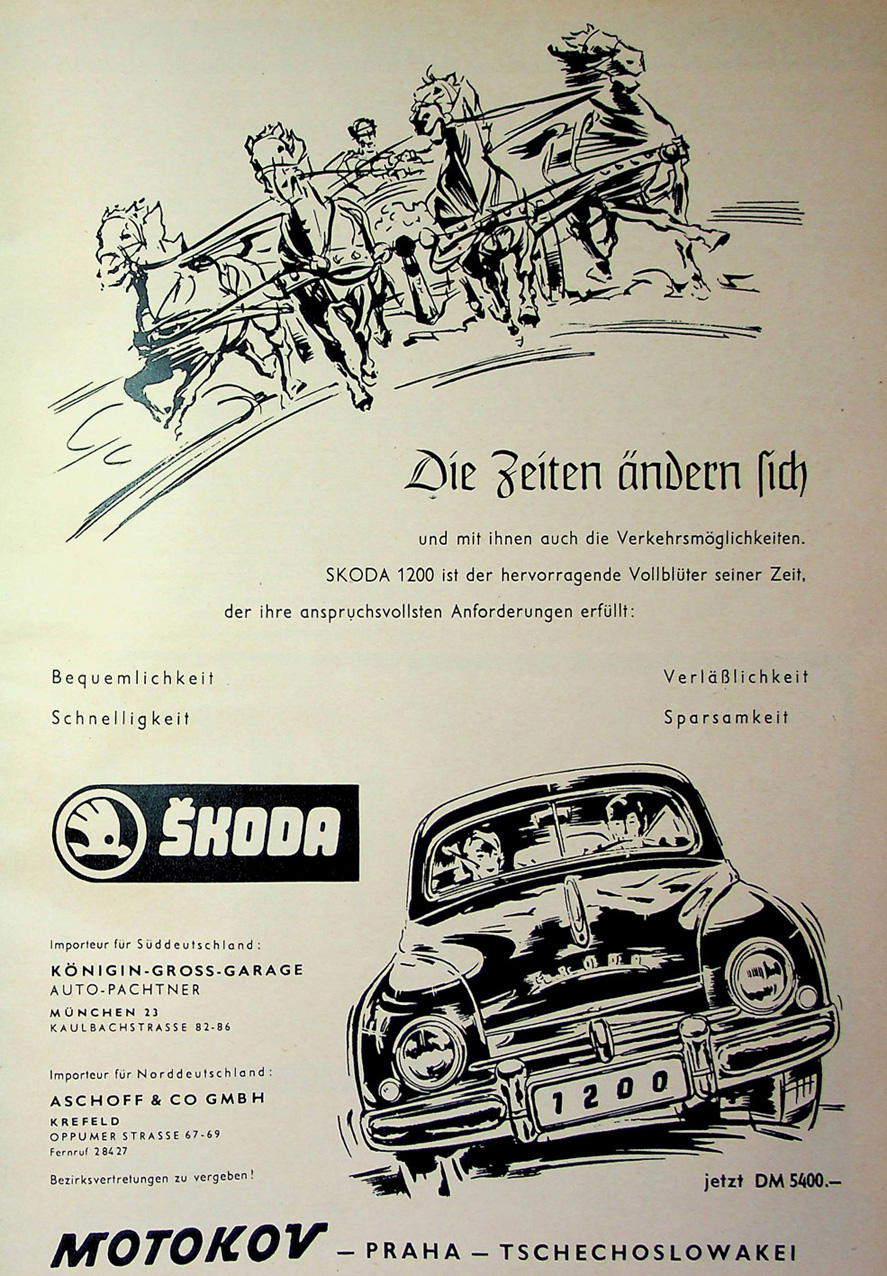 Die Zeiten ändern sich
und mit ihnen auch die Verkehrsmöglichkeiten.
SKODA 1200 ist der hervorragende Vollblüter seiner Zeit,
der ihre anspruchsvollsten Anforderungen erfüllt:
Bequemlichkeit
Verläßlichkeit
Schnelligkeit
Sparsamkeit
ŠKODA
Importeur für Süddeutschland:
KÖNIGIN-GROSS-GARAGE
AUTO-PACHTNER
MÜNCHEN 23
KAULBACHSTRASSE 82-86
Importeur für Norddeutschland:
ASCHOFF & CO GMBH
KREFELD
OPPUMER STRASSE 67-69
Fernruf 28427
Bezirksvertretungen zu vergeben!
SKODA
1200
jetzt DM 5400.—
MOTOKOV — PRAHA — TSCHECHOSLOWAKEI